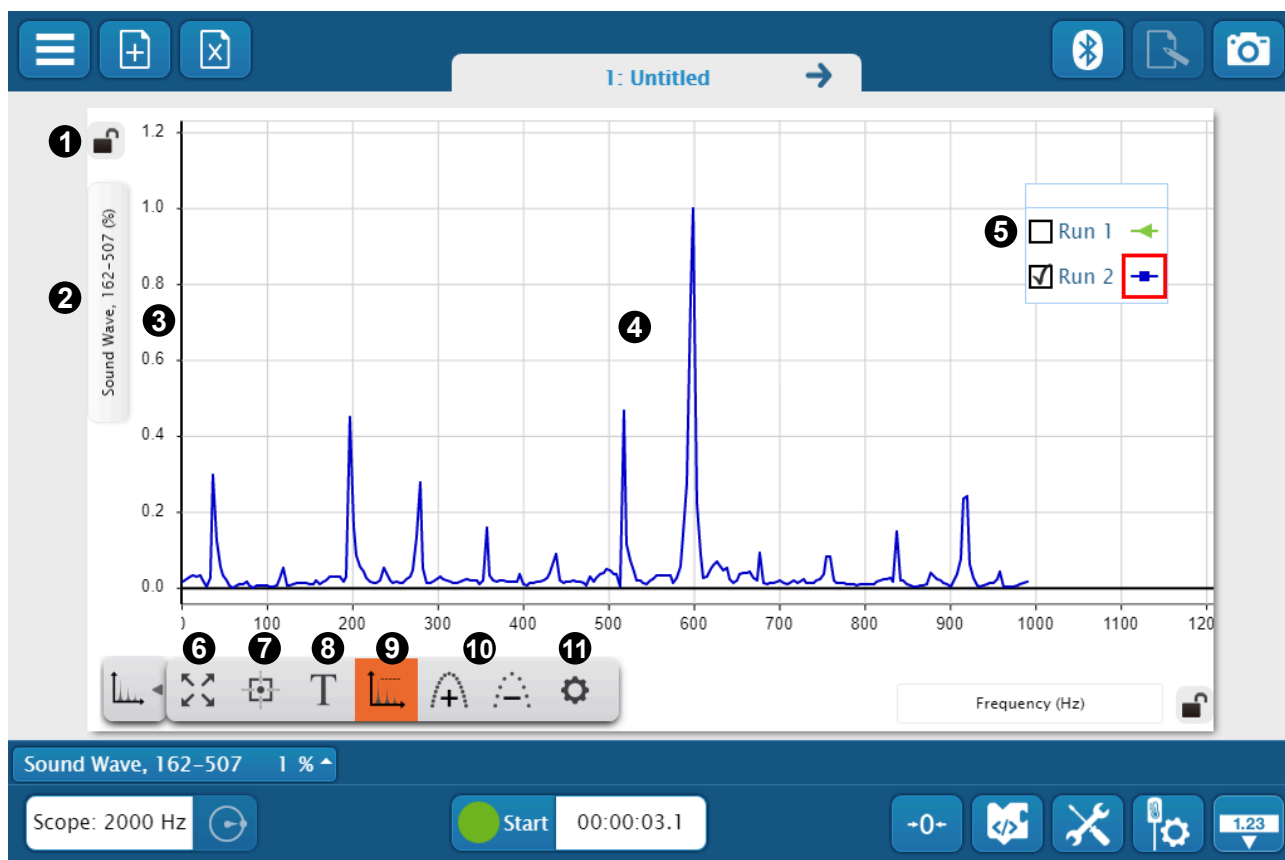 1: Untitled
1
1.2
1.0
0.8
0.6
0.4
0.2
0.0
2
Sound Wave, 162-507 (%)
3
4
5
Run 1
Run 2
0 100 200 300 400 500 600 700 800 900 1000 1100 120
6 7 8 9 10 11
T
Frequency (Hz)
Sound Wave, 162-507 1 %
Scope: 2000 Hz
Start 00:00:03.1
-0-
1.23